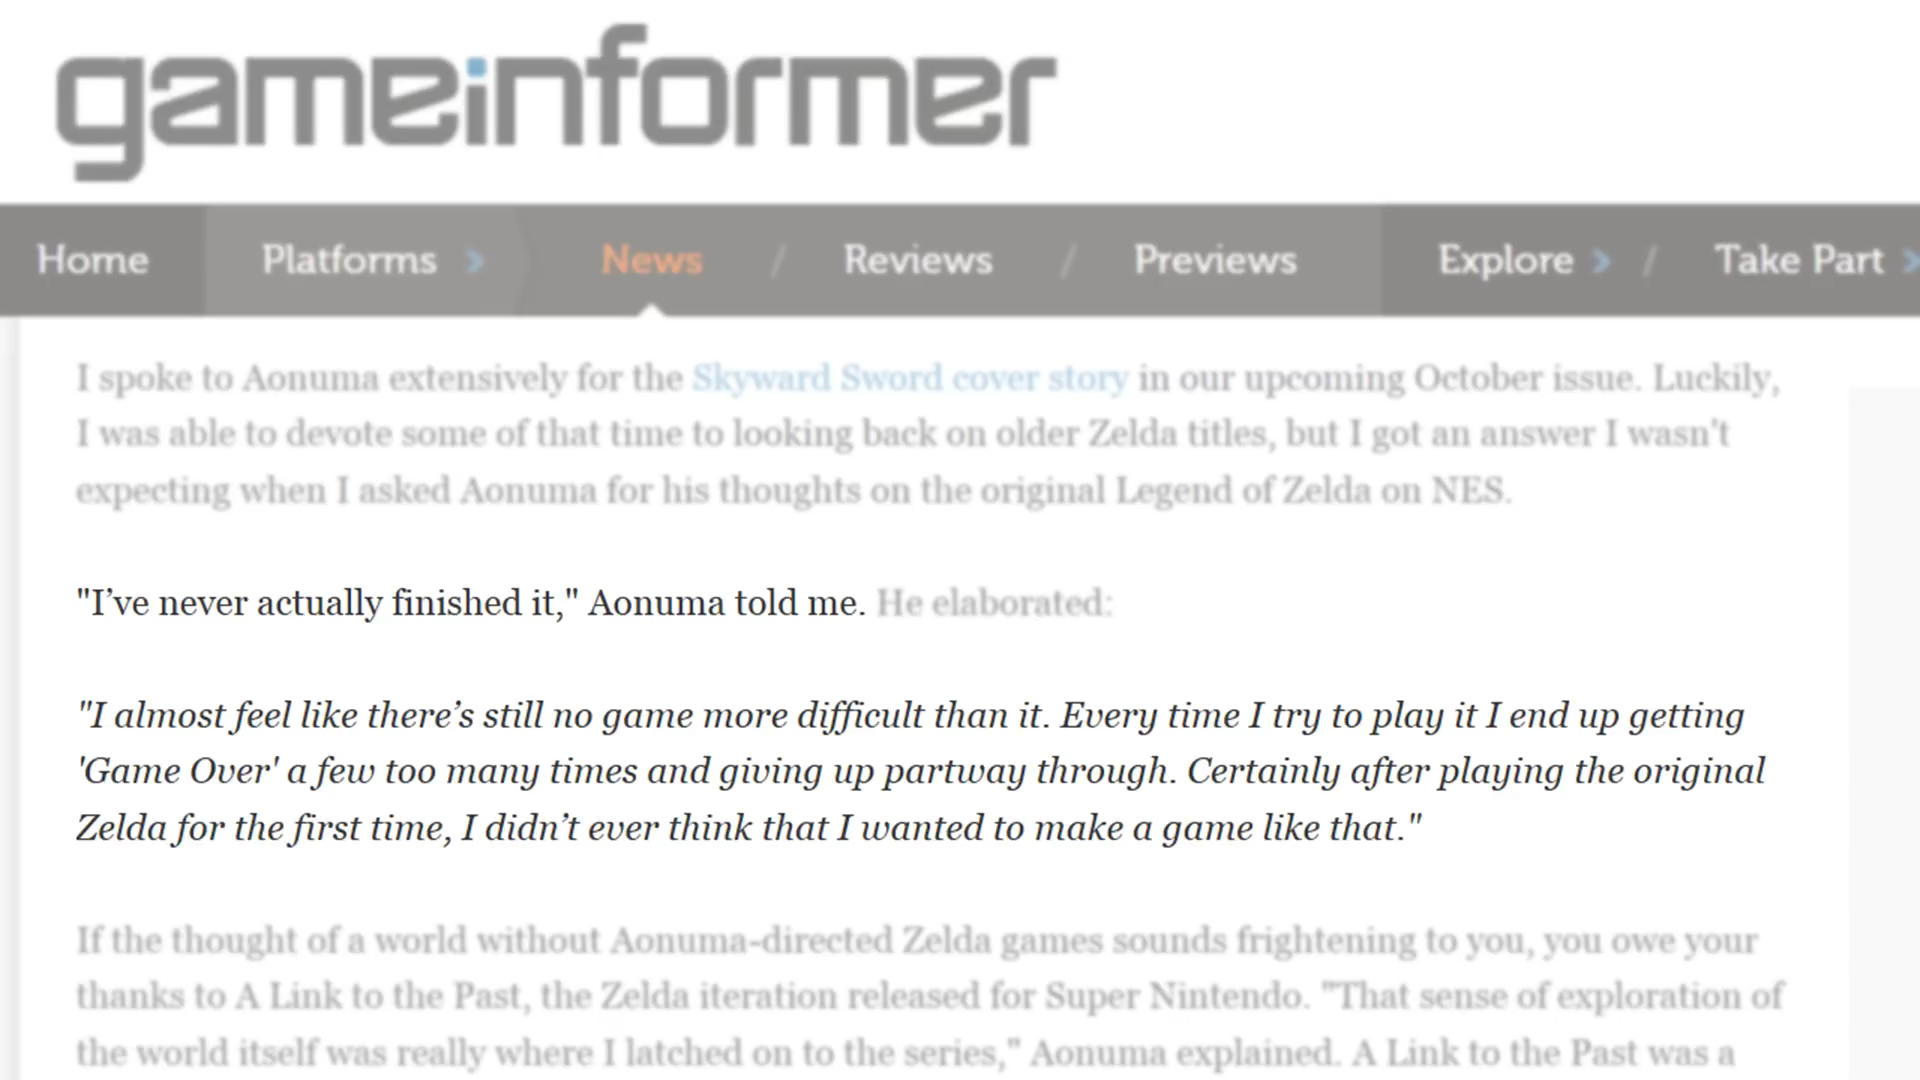 gameinformer
Home Platforms News / Reviews / Previews Explore / Take Part
I spoke to Aonuma extensively for the Skyward Sword cover story in our upcoming October issue. Luckily,
I was able to devote some of that time to looking back on older Zelda titles, but I got an answer I wasn't
expecting when I asked Aonuma for his thoughts on the original Legend of Zelda on NES.
"I’ve never actually finished it," Aonuma told me. He elaborated:
"I almost feel like there’s still no game more difficult than it. Every time I try to play it I end up getting
'Game Over' a few too many times and giving up partway through. Certainly after playing the original
Zelda for the first time, I didn’t ever think that I wanted to make a game like that."
If the thought of a world without Aonuma-directed Zelda games sounds frightening to you, you owe your
thanks to A Link to the Past, the Zelda iteration released for Super Nintendo. "That sense of exploration of
the world itself was really where I latched on to the series," Aonuma explained. A Link to the Past was a